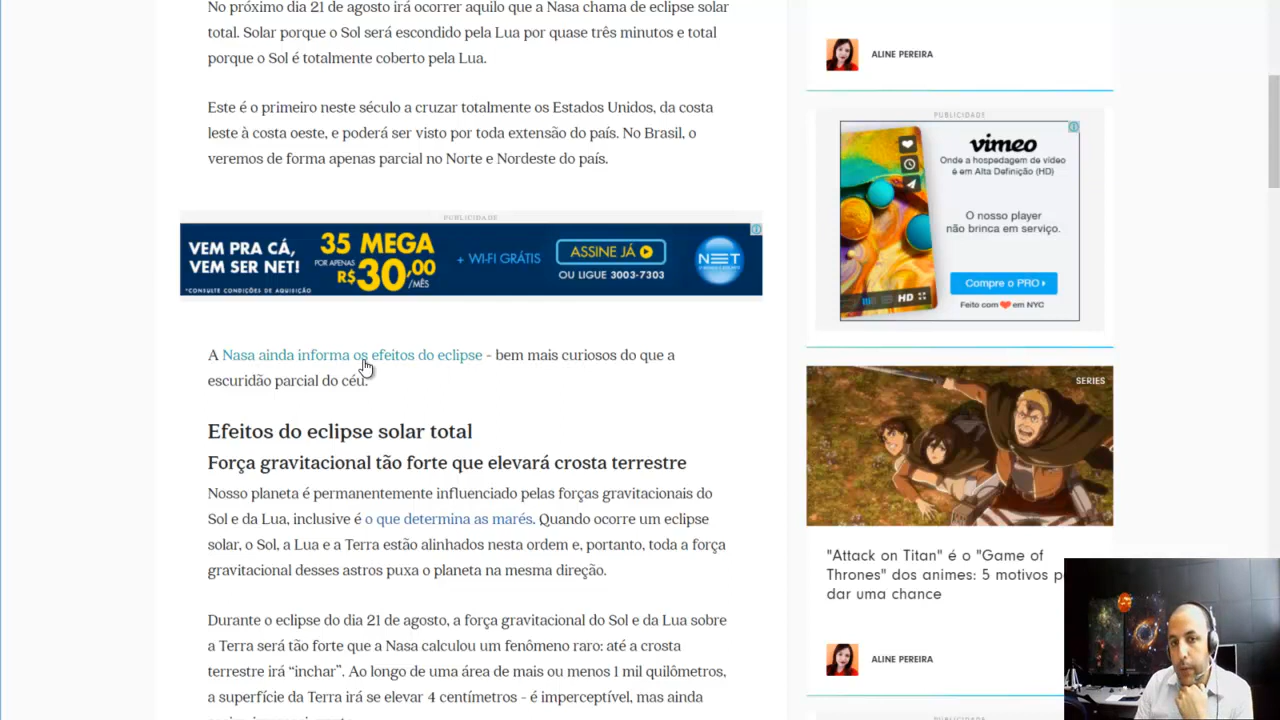 No próximo dia 21 de agosto irá ocorrer aquilo que a Nasa chama de eclipse solar
total. Solar porque o Sol será escondido pela Lua por quase três minutos e total
porque o Sol é totalmente coberto pela Lua.
Este é o primeiro neste século a cruzar totalmente os Estados Unidos, da costa
leste à costa oeste, e poderá ser visto por toda extensão do país. No Brasil, o
veremos de forma apenas parcial no Norte e Nordeste do país.
PUBLICIDADE
VEM PRA CÁ,
VEM SER NET!
*CONSULTE CONDIÇÕES DE AQUISIÇÃO
35 MEGA
POR APENAS
R$30,00
/MÊS
+ WI-FI GRÁTIS
ASSINE JÁ
OU LIGUE 3003-7303
NET
A Nasa ainda informa os efeitos do eclipse - bem mais curiosos do que a
escuridão parcial do céu.
Efeitos do eclipse solar total
Força gravitacional tão forte que elevará crosta terrestre
Nosso planeta é permanentemente influenciado pelas forças gravitacionais do
Sol e da Lua, inclusive é o que determina as marés. Quando ocorre um eclipse
solar, o Sol, a Lua e a Terra estão alinhados nesta ordem e, portanto, toda a força
gravitacional desses astros puxa o planeta na mesma direção.
Durante o eclipse do dia 21 de agosto, a força gravitacional do Sol e da Lua sobre
a Terra será tão forte que a Nasa calculou um fenômeno raro: até a crosta
terrestre irá “inchar”. Ao longo de uma área de mais ou menos 1 mil quilômetros,
a superfície da Terra irá se elevar 4 centímetros - é imperceptível, mas ainda
ALINE PEREIRA
PUBLICIDADE
vimeo
Onde a hospedagem de vídeo
é em Alta Definição (HD)
O nosso player
não brinca em serviço.
Compre o PRO
Feito com em NYC
HD
SERIES
"Attack on Titan" é o "Game of
Thrones" dos animes: 5 motivos p
dar uma chance
ALINE PEREIRA